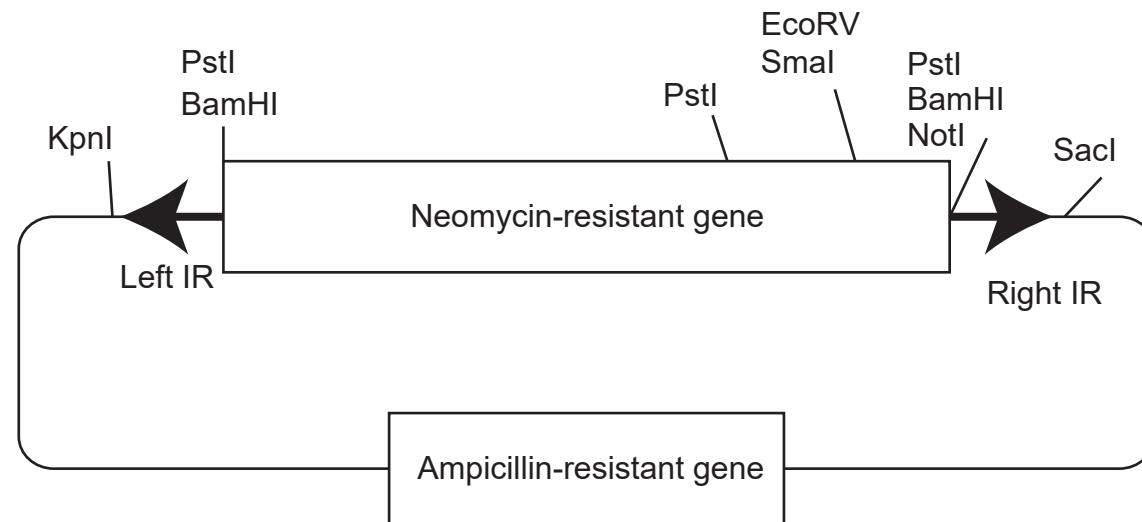 EcoRV
SmaI
PstI
BamHI
PstI
PstI
BamHI
NotI
KpnI
SacI
Neomycin-resistant gene
Left IR
Right IR
Ampicillin-resistant gene